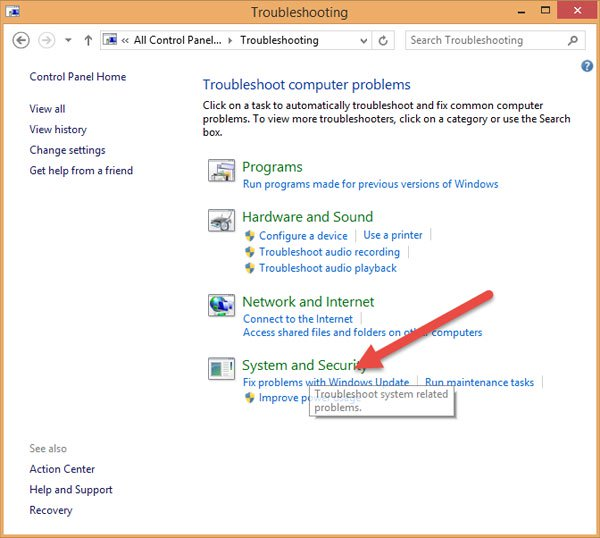 Troubleshooting
« All Control Panel... Troubleshooting
Search Troubleshooting
Control Panel Home
View all
View history
Change settings
Get help from a friend
Troubleshoot computer problems
Click on a task to automatically troubleshoot and fix common computer
problems. To view more troubleshooters, click on a category or use the Search
box.
Programs
Run programs made for previous versions of Windows
Hardware and Sound
Configure a device Use a printer
Troubleshoot audio recording
Troubleshoot audio playback
Network and Internet
Connect to the Internet
Access shared files and folders on other computers
System and Security
Fix problems with Windows Update Run maintenance tasks
Improve power usage
Troubleshoot system related
problems.
See also
Action Center
Help and Support
Recovery